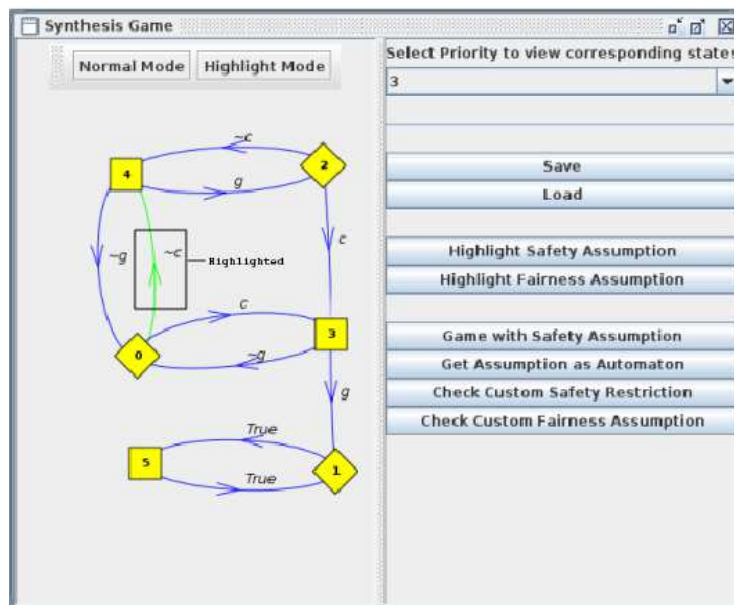 Synthesis Game
Normal Mode
Highlight Mode
Select Priority to view corresponding states
3
Save
Load
Highlight Safety Assumption
Highlight Fairness Assumption
Game with Safety Assumption
Get Assumption as Automaton
Check Custom Safety Restriction
Check Custom Fairness Assumption
~c
4
2
g
c
~g
~c
Highlighted
c
3
0
~g
g
True
5
1
True